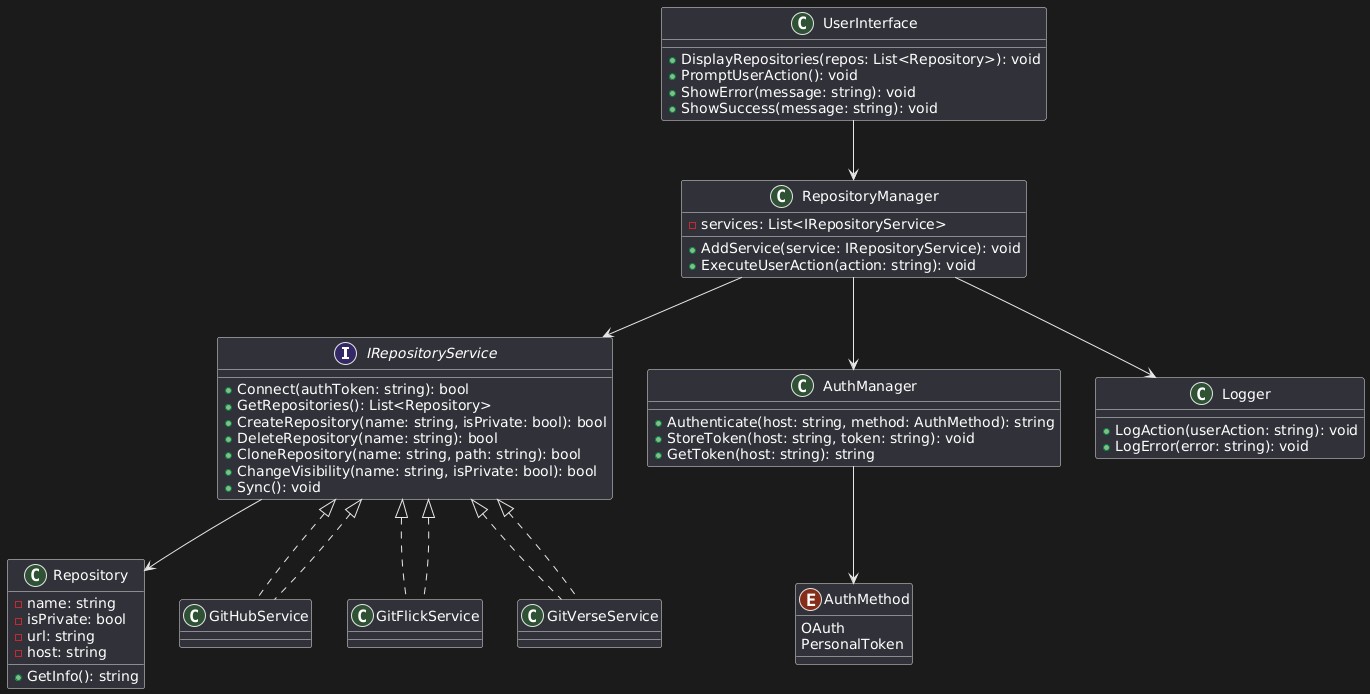 C UserInterface
DisplayRepositories(repos: List<Repository>): void
PromptUserAction(): void
ShowError(message: string): void
ShowSuccess(message: string): void
C RepositoryManager
services: List<IRepositoryService>
AddService(service: IRepositoryService): void
ExecuteUserAction(action: string): void
I IRepositoryService
Connect(authToken: string): bool
GetRepositories(): List<Repository>
CreateRepository(name: string, isPrivate: bool): bool
DeleteRepository(name: string): bool
CloneRepository(name: string, path: string): bool
ChangeVisibility(name: string, isPrivate: bool): bool
Sync(): void
C AuthManager
Authenticate(host: string, method: AuthMethod): string
StoreToken(host: string, token: string): void
GetToken(host: string): string
C Logger
LogAction(userAction: string): void
LogError(error: string): void
C Repository
name: string
isPrivate: bool
url: string
host: string
GetInfo(): string
C GitHubService
C GitFlickService
C GitVerseService
E AuthMethod
OAuth
PersonalToken